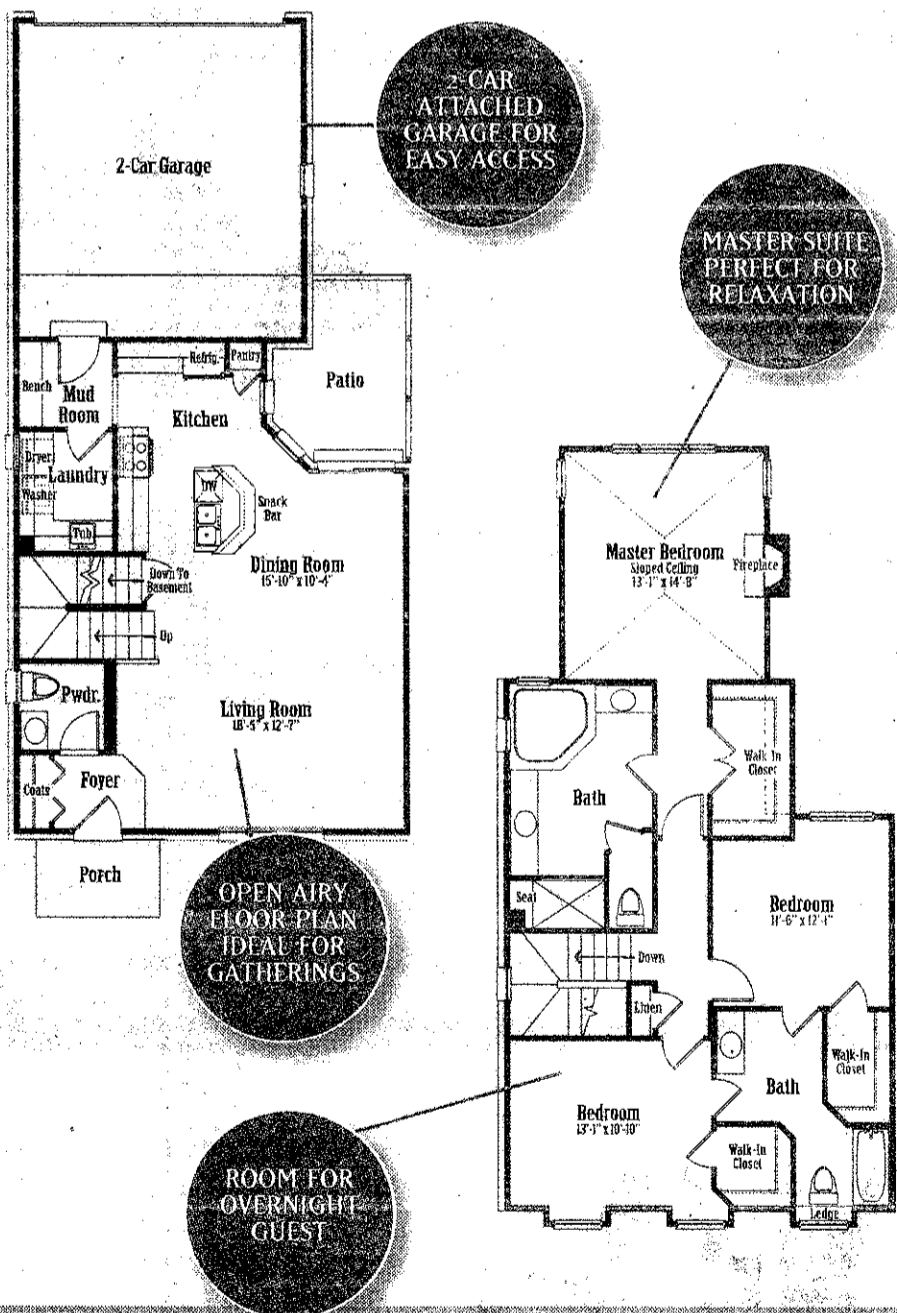 2-CAR
ATTACHED
GARAGE FOR
EASY ACCESS
2-Car Garage
MASTER SUITE
PERFECT FOR
RELAXATION
Refrig.
Pantry
Patio
Bench
Mud
Room
Kitchen
Dryer
Laundry
Washer
DW
Snack
Bar
Tub
Dining Room
15'-10" x 10'-4"
Down To
Basement
Up
Pwdr.
Living Room
18'-5" x 12'-7"
Coats
Foyer
Porch
OPEN AIRY
FLOOR PLAN
IDEAL FOR
GATHERINGS
Master Bedroom
Sloped Ceiling
13'-1" x 14'-8"
Fireplace
Walk In
Closet
Bath
Seat
Bedroom
11'-6" x 12'-1"
Down
Linen
Walk-In
Closet
Bath
Bedroom
13'-1" x 10'-10"
Walk-In
Closet
Ledge
ROOM FOR
OVERNIGHT
GUEST